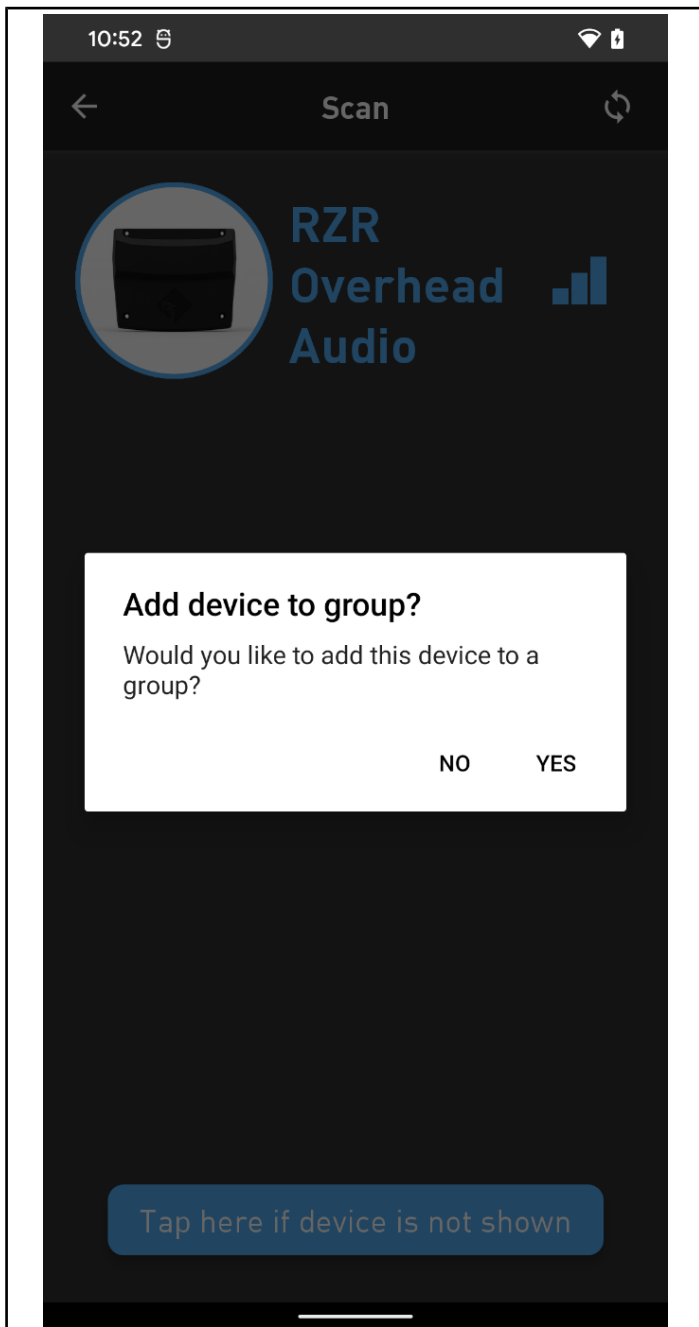 10:52
Scan
RZR
Overhead
Audio
Add device to group?
Would you like to add this device to a
group?
NO YES
Tap here if device is not shown